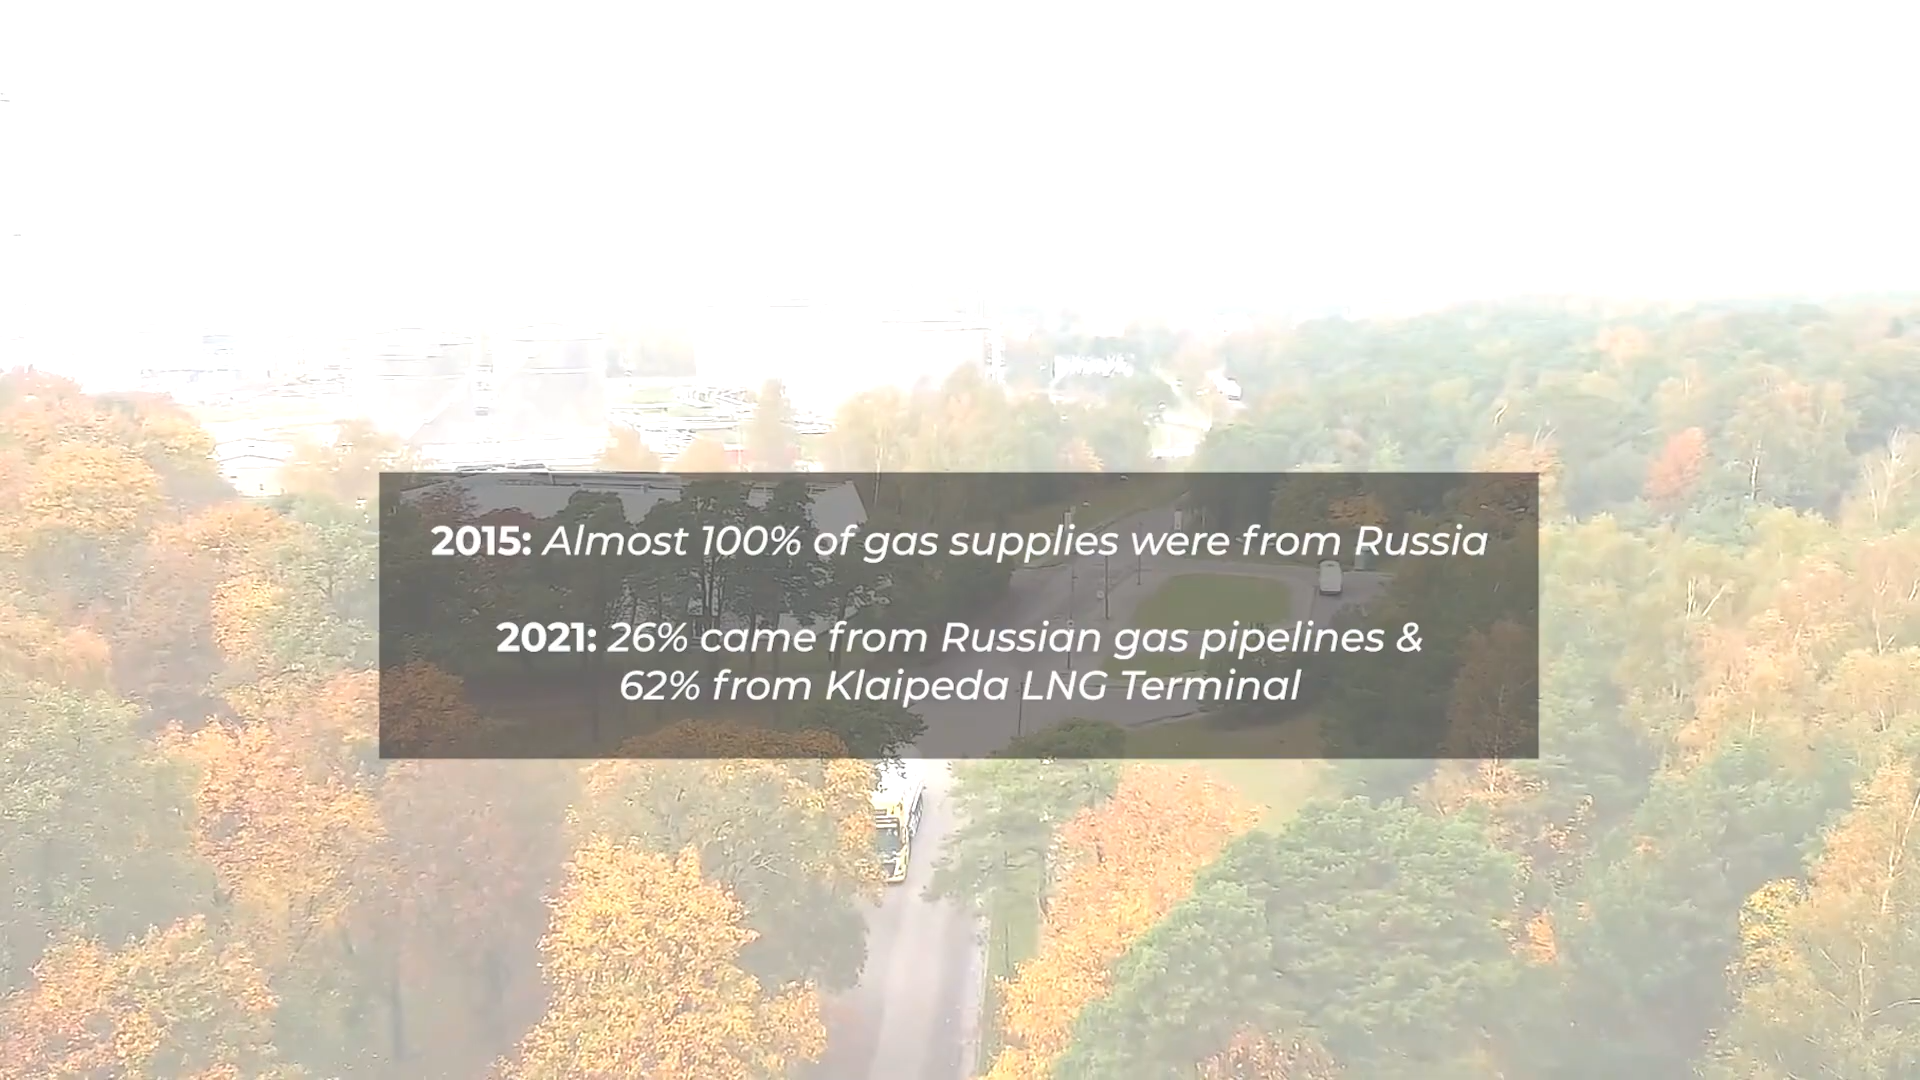 2015: Almost 100% of gas supplies were from Russia
2021: 26% came from Russian gas pipelines &
62% from Klaipeda LNG Terminal